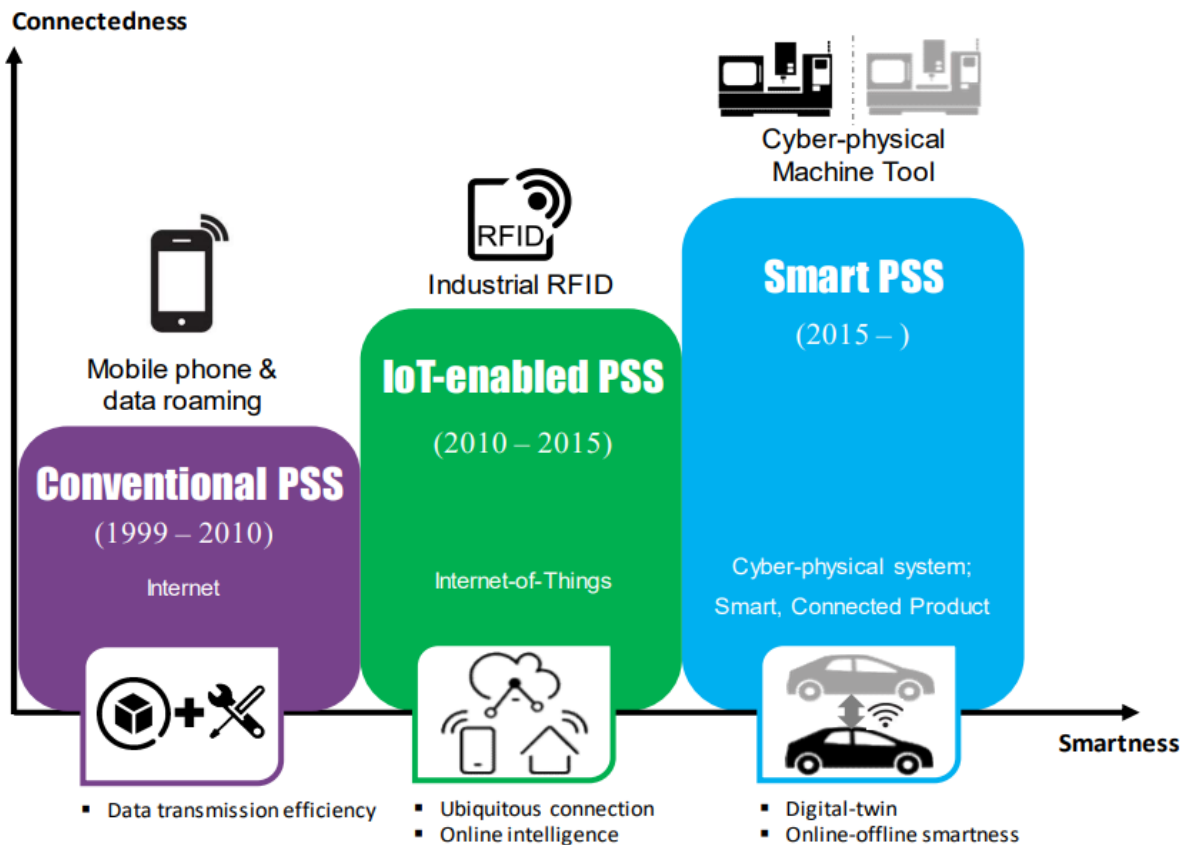 Connectedness
Cyber-physical
Machine Tool
RFID
Industrial RFID
Mobile phone &
data roaming
Smart PSS
(2015 – )
IoT-enabled PSS
(2010 – 2015)
Conventional PSS
(1999 – 2010)
Internet
Internet-of-Things
Cyber-physical system;
Smart, Connected Product
Smartness
▪ Data transmission efficiency
▪ Ubiquitous connection
▪ Online intelligence
▪ Digital-twin
▪ Online-offline smartness